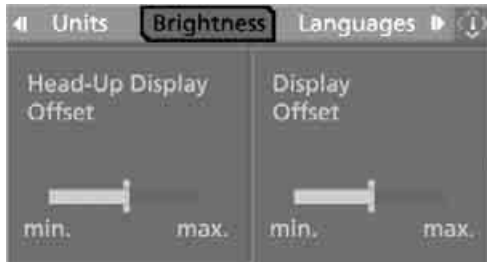 Units Brightness Languages
Head-Up Display
Offset
min. max.
Display
Offset
min. max.